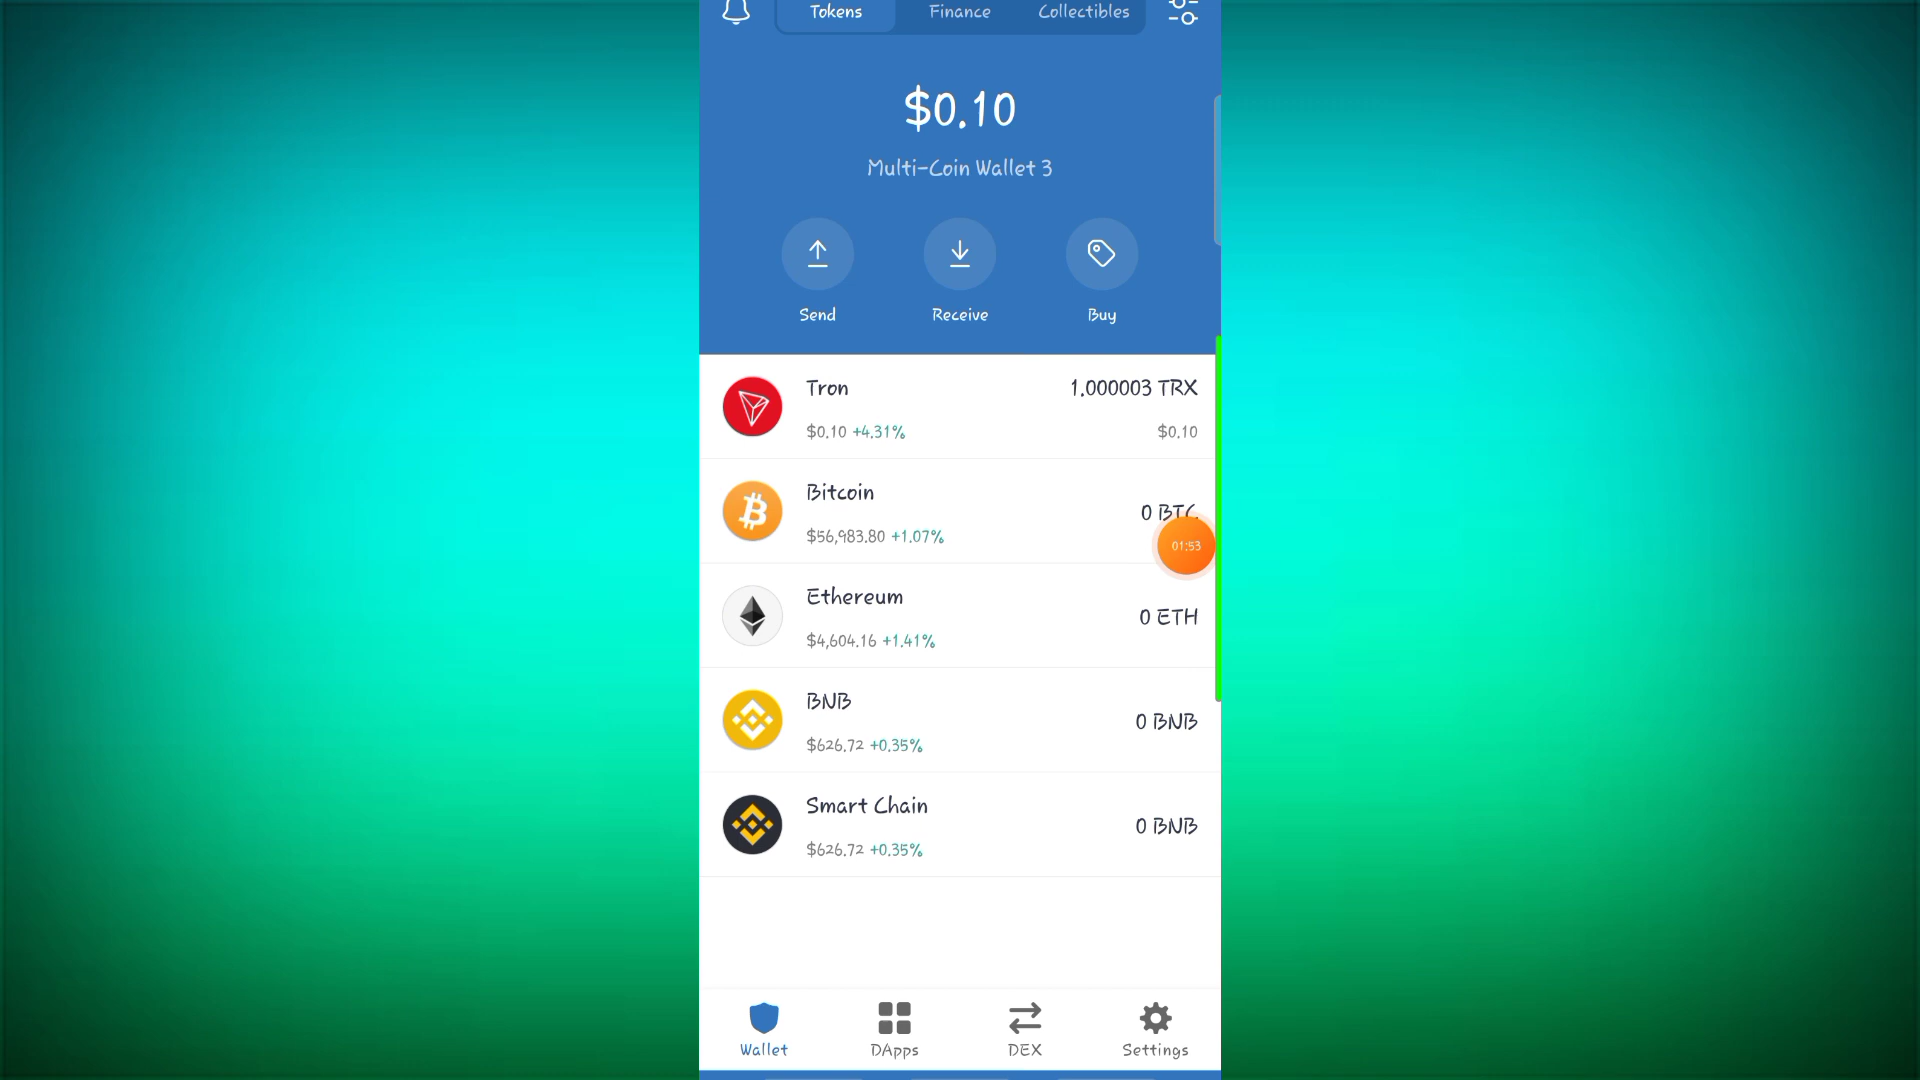 Tokens Finance Collectibles
$0.10
Multi-Coin Wallet 3
Send Receive Buy
Tron 1.000003 TRX
$0.10 +4.31% $0.10
Bitcoin 0 BTC
$56,983.80 +1.07%
01:53
Ethereum 0 ETH
$4,604.16 +1.41%
BNB 0 BNB
$626.72 +0.35%
Smart Chain 0 BNB
$626.72 +0.35%
Wallet DApps DEX Settings